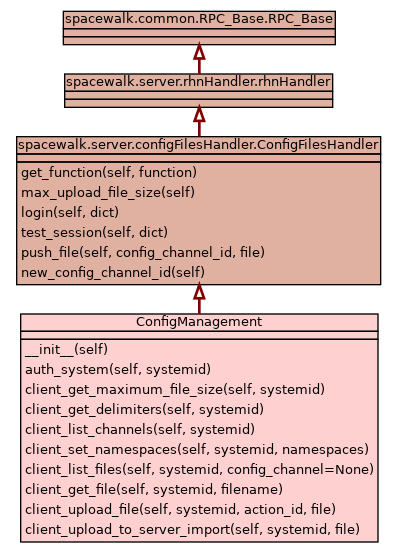 spacewalk.common.RPC_Base.RPC_Base
spacewalk.server.rhnHandler.rhnHandler
spacewalk.server.configFilesHandler.ConfigFilesHandler
get_function(self, function)
max_upload_file_size(self)
login(self, dict)
test_session(self, dict)
push_file(self, config_channel_id, file)
new_config_channel_id(self)
ConfigManagement
__init__(self)
auth_system(self, systemid)
client_get_maximum_file_size(self, systemid)
client_get_delimiters(self, systemid)
client_list_channels(self, systemid)
client_set_namespaces(self, systemid, namespaces)
client_list_files(self, systemid, config_channel=None)
client_get_file(self, systemid, filename)
client_upload_file(self, systemid, action_id, file)
client_upload_to_server_import(self, systemid, file)